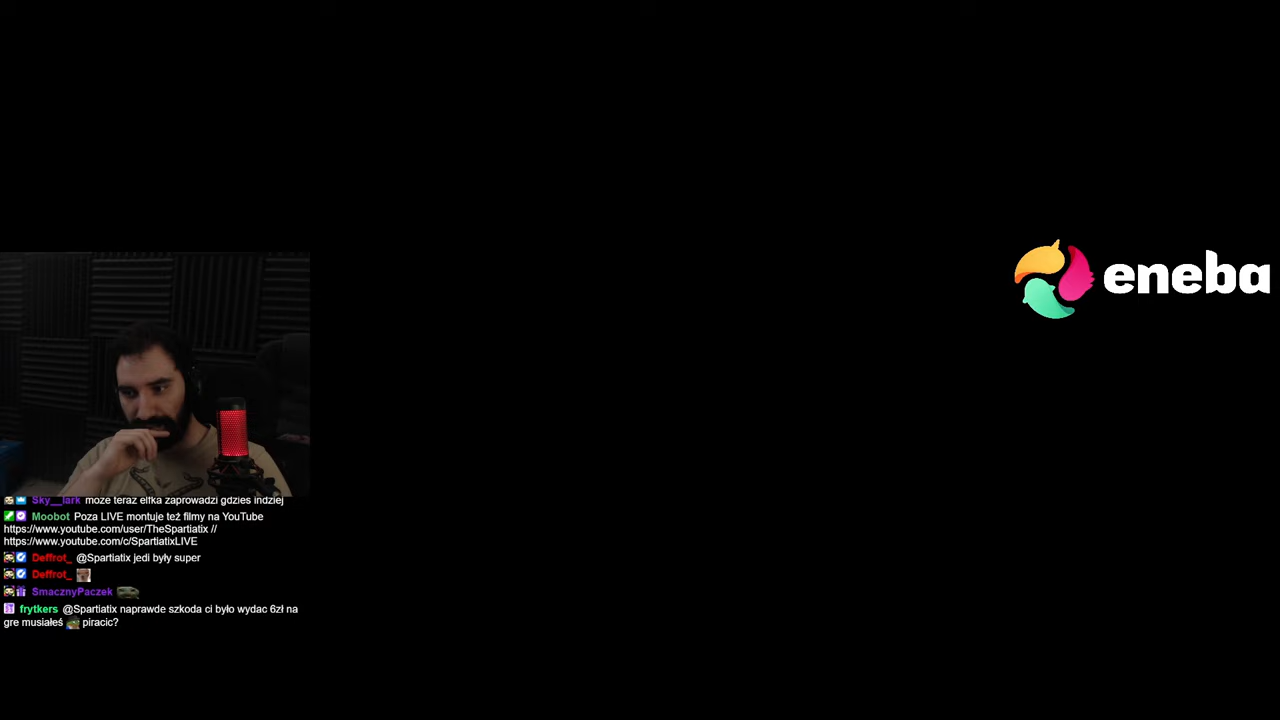 eneba
Sky__lark może teraz elfka zaprowadzi gdzieś indziej
Moobot Poza LIVE montuje też filmy na YouTube
https://www.youtube.com/user/TheSpartiatix //
https://www.youtube.com/c/SpartiatixLIVE
Deffrot_ @Spartiatix jedi były super
Deffrot_
SmacznyPaczek
frytkers @Spartiatix naprawde szkoda ci było wydac 6zł na
gre musiałeś piracic?